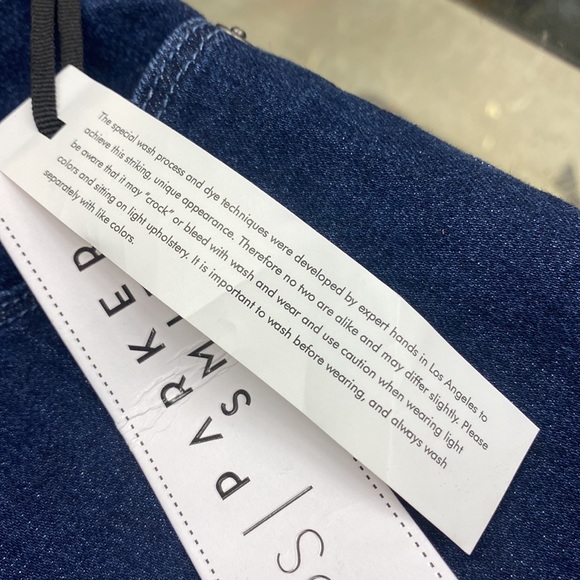 The special wash process and dye techniques were developed by expert hands in Los Angeles to
achieve this striking, unique appearance. Therefore no two are alike and may differ slightly. Please
be aware that it may "crock" or bleed with wash and wear and use caution when wearing light
colors and sitting on light upholstery. It is important to wash before wearing, and always wash
separately with like colors.
PARKER
SMI
PARK
SM